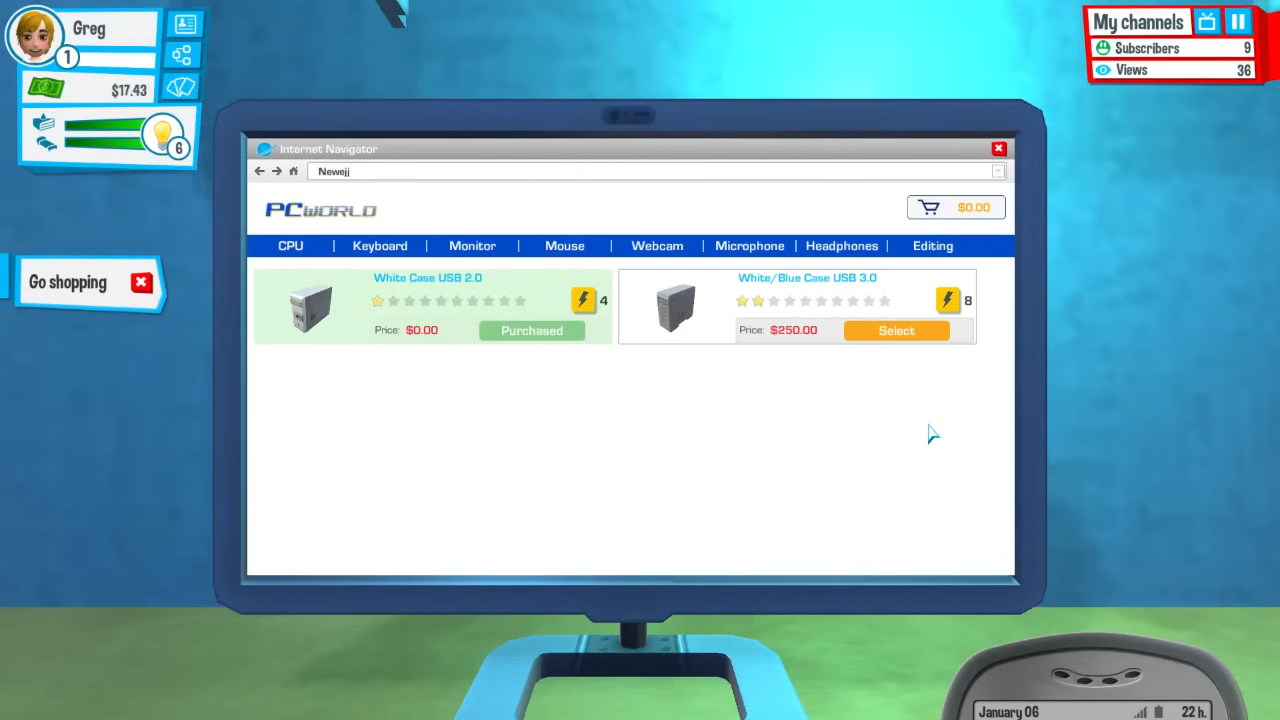 Greg
1
$17.43
6
My channels
Subscribers 9
Views 36
Go shopping
Internet Navigator
Newejj
PCWORLD
$0.00
CPU | Keyboard | Monitor | Mouse | Webcam | Microphone | Headphones | Editing
White Case USB 2.0
4
Price: $0.00 Purchased
White/Blue Case USB 3.0
8
Price: $250.00 Select
January 06 22 h.